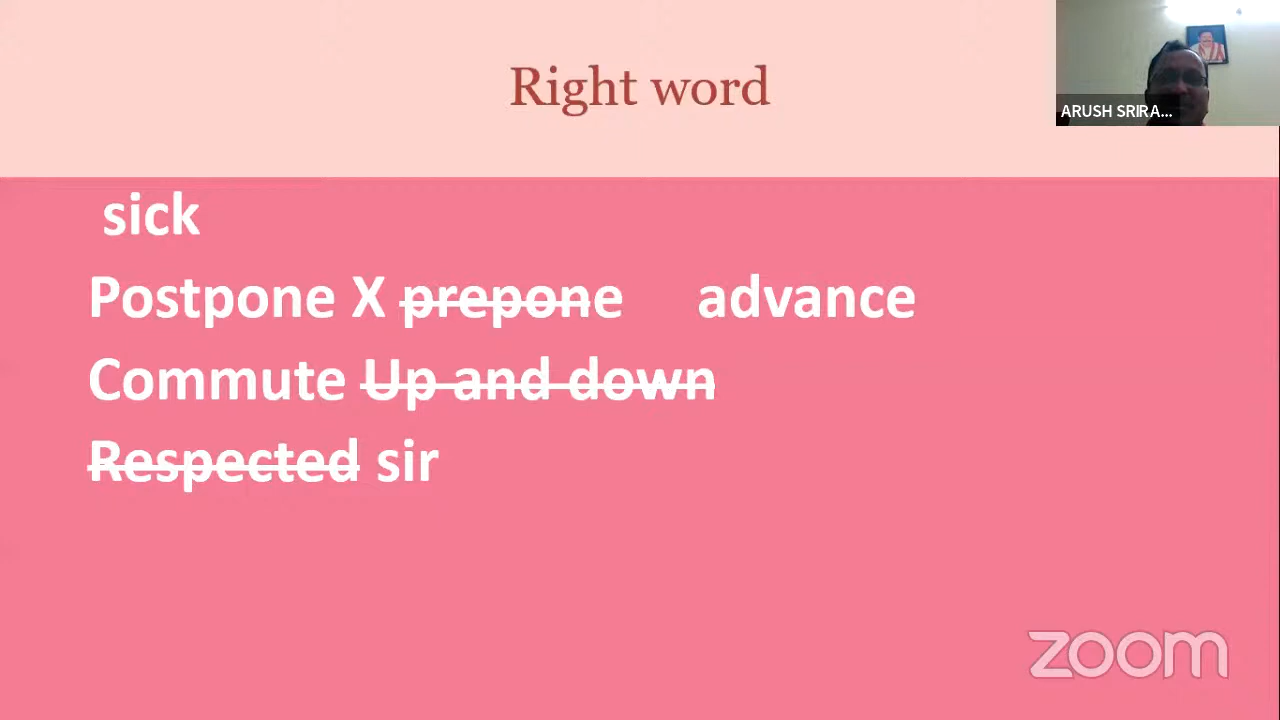 Right word
ARUSH SRIRA...
sick
Postpone X prepone advance
Commute Up and down
Respected sir
zoom